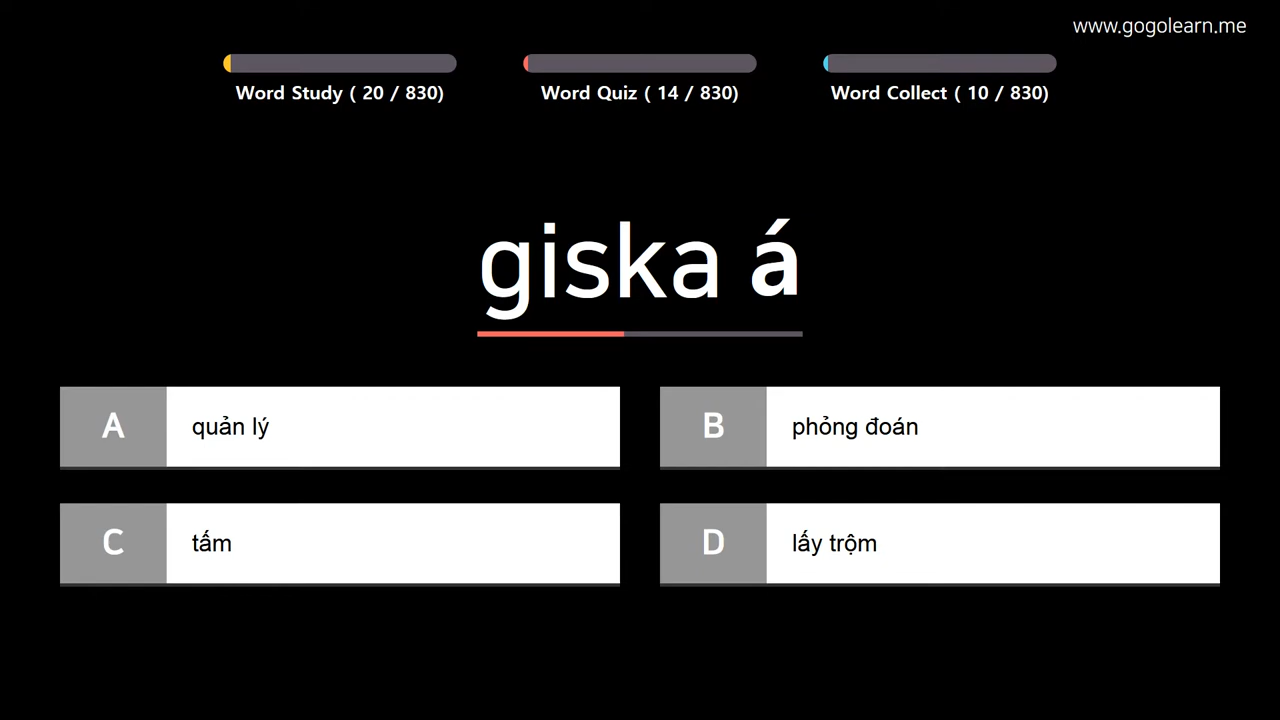 www.gogolearn.me
Word Study ( 20 / 830)
Word Quiz ( 14 / 830)
Word Collect ( 10 / 830)
giska á
A quản lý
B phỏng đoán
C tấm
D lấy trộm